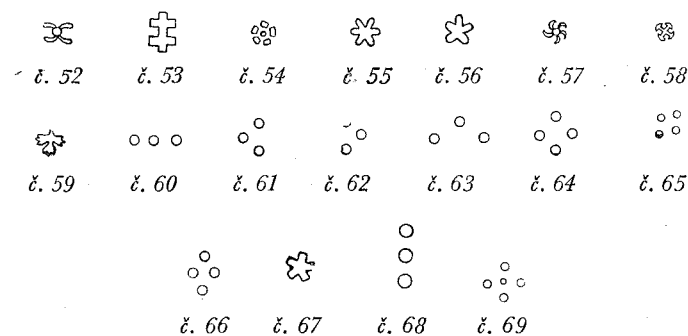 č. 52 č. 53 č. 54 č. 55 č. 56 č. 57 č. 58
č. 59 č. 60 č. 61 č. 62 č. 63 č. 64 č. 65
č. 66 č. 67 č. 68 č. 69